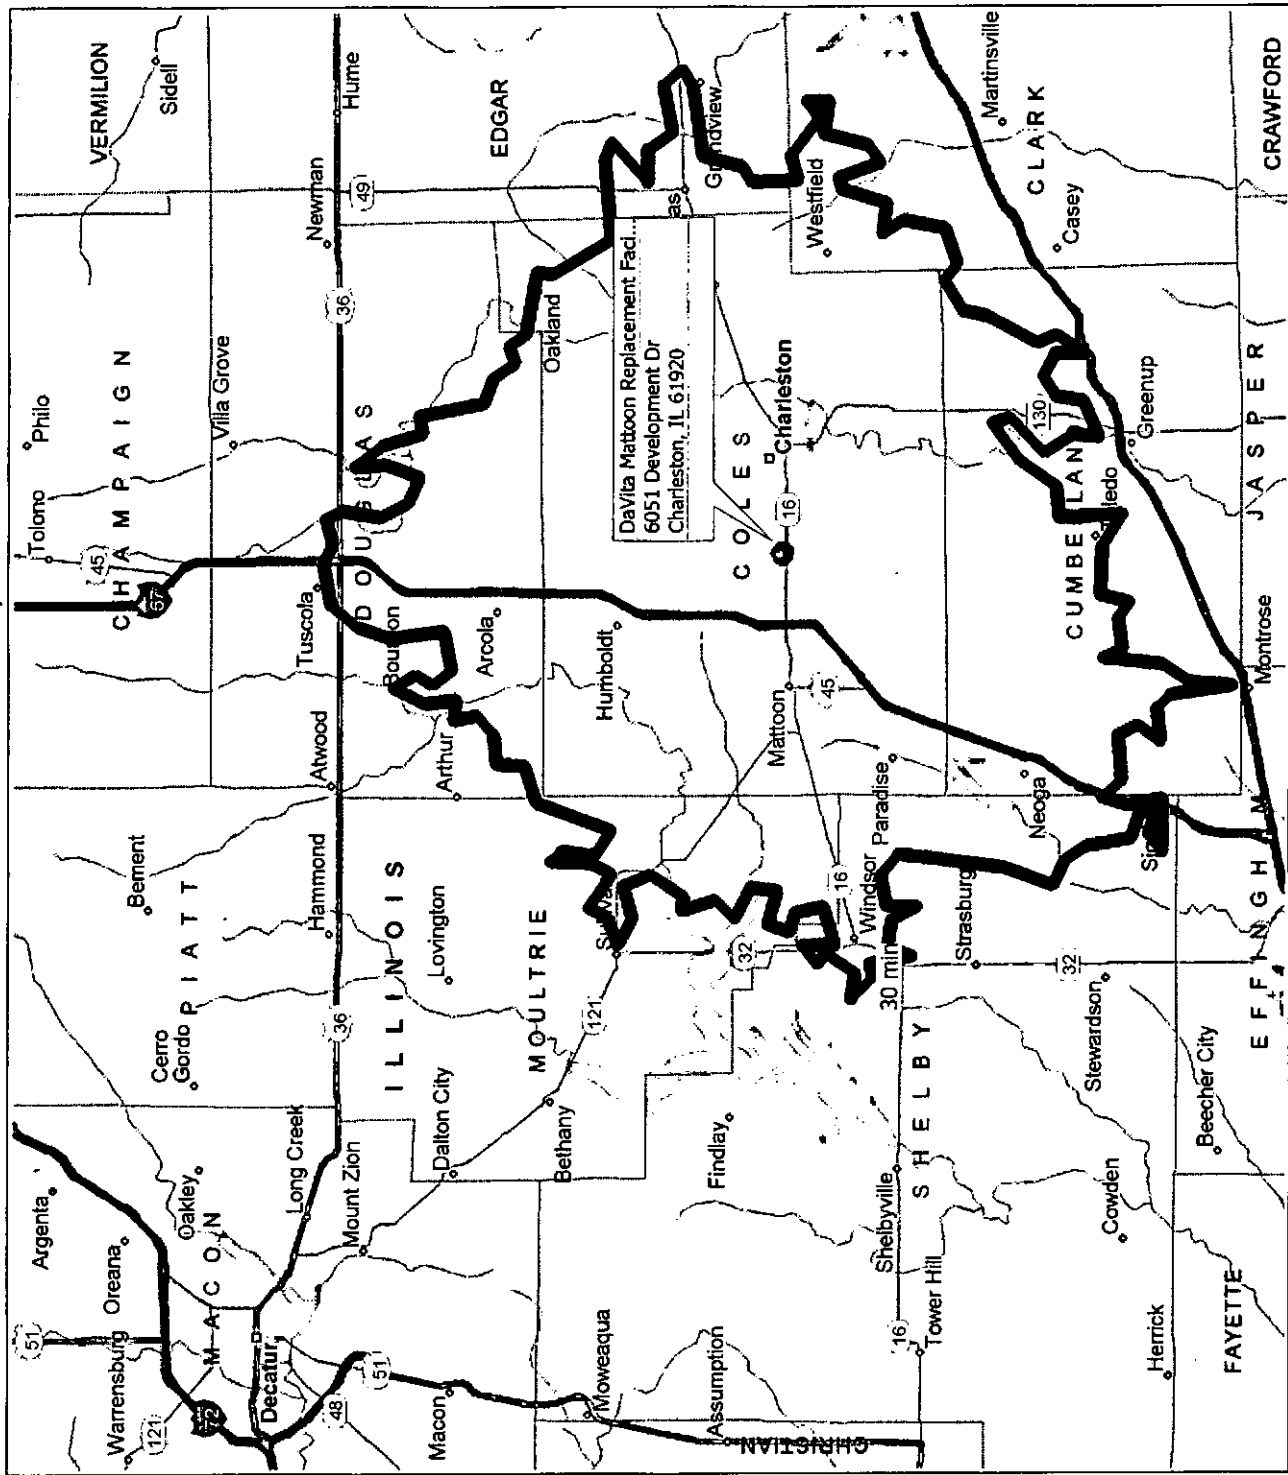 Philo
Tolono
Argenta
51
VERMILION
Sidell
45
CHAMPAIGN
Villa Grove
Bement
PIATT
Cerro
Gordo
Oreana
Warrensburg
Oakley
121
72
57
MACON
Decatur
Long Creek
Mount Zion
48
51
Hammond
Atwood
Tuscola
Newman
Hume
36
36
49
DOUGLAS
ILLINOIS
Macon
Dalton City
Lovington
Arthur
Arcola
Oakland
EDGAR
MOULTRIE
Bethany
121
Moweaqua
Humboldt
DaVita Mattoon Replacement Faci...
6051 Development Dr
Charleston, IL 61920
as
Grandview
Assumption
CHRISTIAN
Findlay
32
COLES
Mattoon
16
Charleston
45
16
Windsor
Paradise
Westfield
30 min
Shelbyville
SHELBY
16
Tower Hill
Strasburg
32
Neoga
Stewardson
CUMBERLAND
130
Toledo
Greenup
Casey
CLARK
Martinsville
Cowden
Beecher City
Herrick
FAYETTE
EFFINGHAM
Montrose
JASPER
CRAWFORD